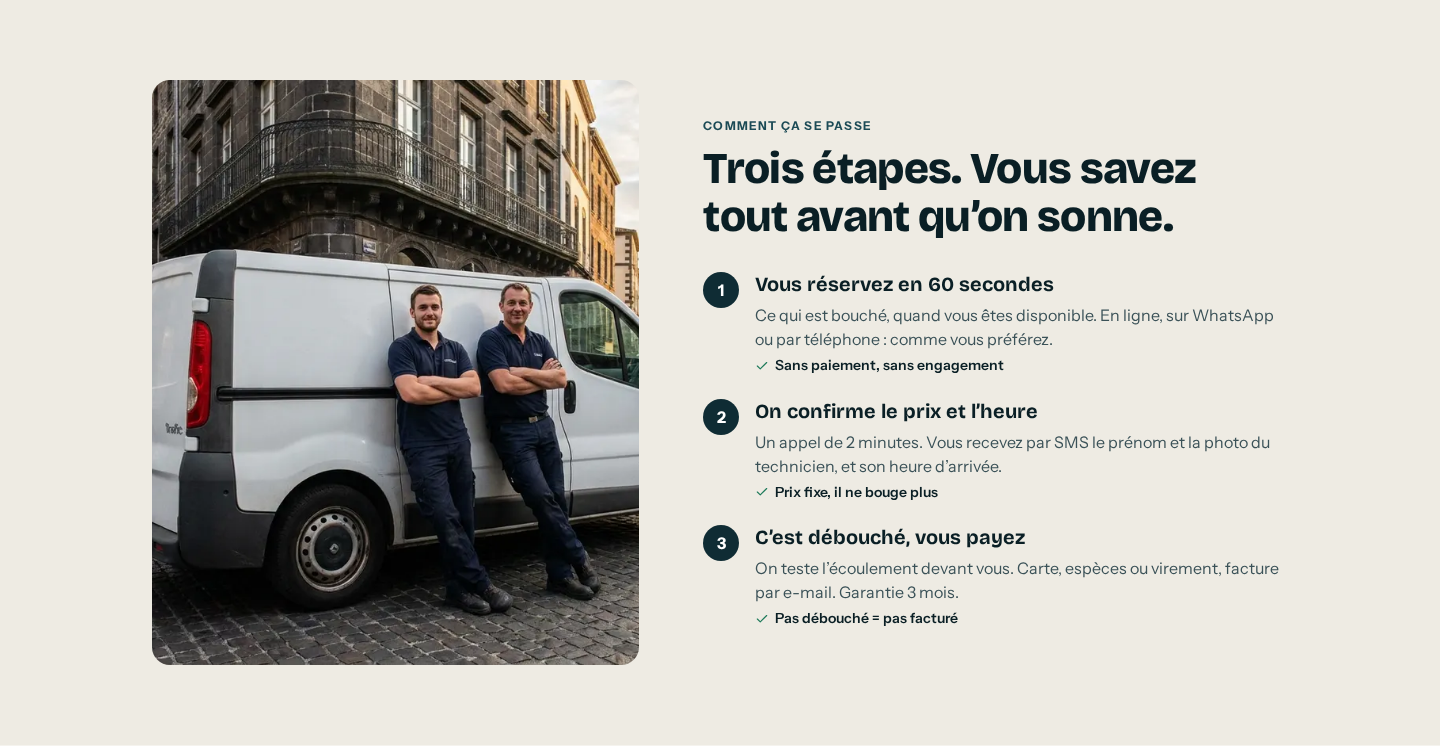 COMMENT ÇA SE PASSE
Trois étapes. Vous savez
tout avant qu’on sonne.
1
Vous réservez en 60 secondes
Ce qui est bouché, quand vous êtes disponible. En ligne, sur WhatsApp
ou par téléphone : comme vous préférez.
Sans paiement, sans engagement
2
On confirme le prix et l’heure
Un appel de 2 minutes. Vous recevez par SMS le prénom et la photo du
technicien, et son heure d’arrivée.
Prix fixe, il ne bouge plus
3
C’est débouché, vous payez
On teste l’écoulement devant vous. Carte, espèces ou virement, facture
par e-mail. Garantie 3 mois.
Pas débouché = pas facturé